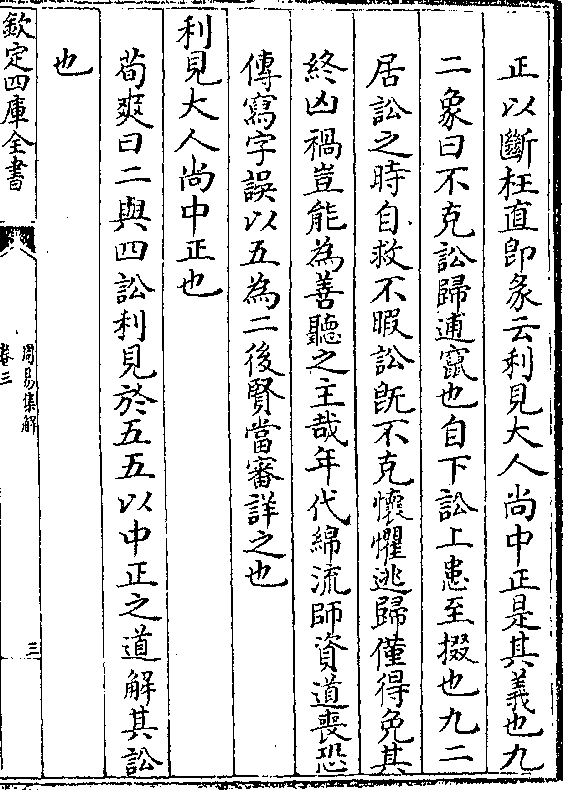 正以斷枉直即彖云利見大人尚中正是其義也九
二象曰不克訟歸逋竄也自下訟上患至掇也九二
居訟之時自救不暇訟旣不克懷懼逃歸僅得免其
終凶禍豈能為善聽之主哉年代綿流師資道喪恐
傳寫字誤以五為二後賢當審詳之也
利見大人尚中正也
荀爽曰二與四訟利見於五五以中正之道解其訟
也
欽定四庫全書
周易集解
卷三
三